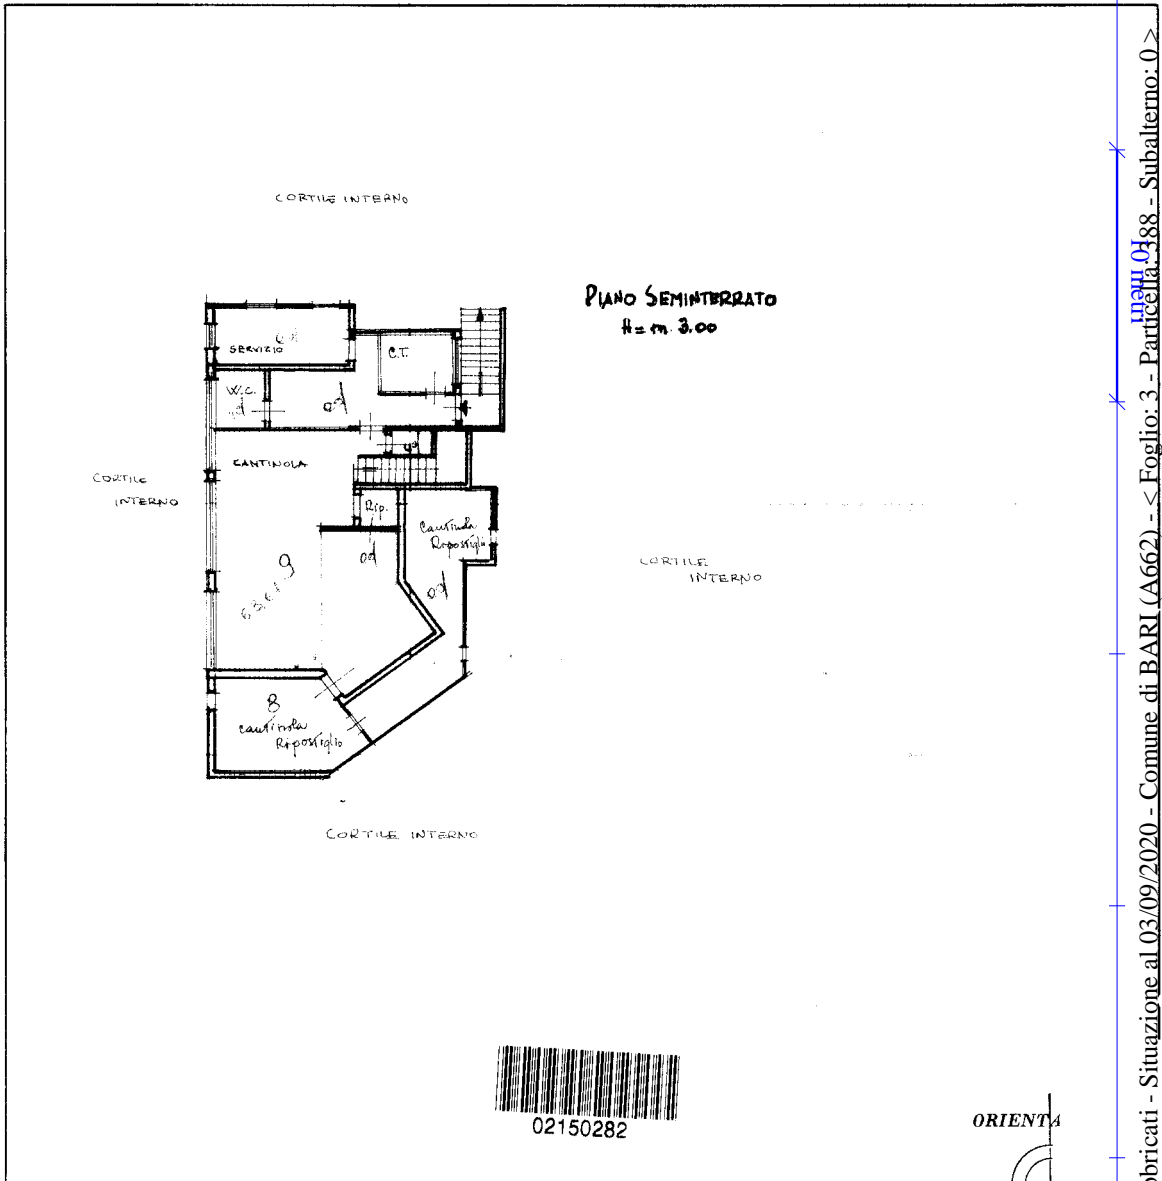 CORTILE INTERNO
PIANO SEMINTERRATO
H = m. 3.00
SERVIZIO
C.T.
W.C.
CANTINOLA
CORTILE
INTERNO
Rip.
Cantinola
Ripostiglio
CORTILE
INTERNO
9
8
Cantinola
Ripostiglio
CORTILE INTERNO
02150282
ORIENTA
10 metri
bbricati - Situazione al 03/09/2020 - Comune di BARI (A662) - < Foglio: 3 - Particella: 388 - Subalterno: 0 >